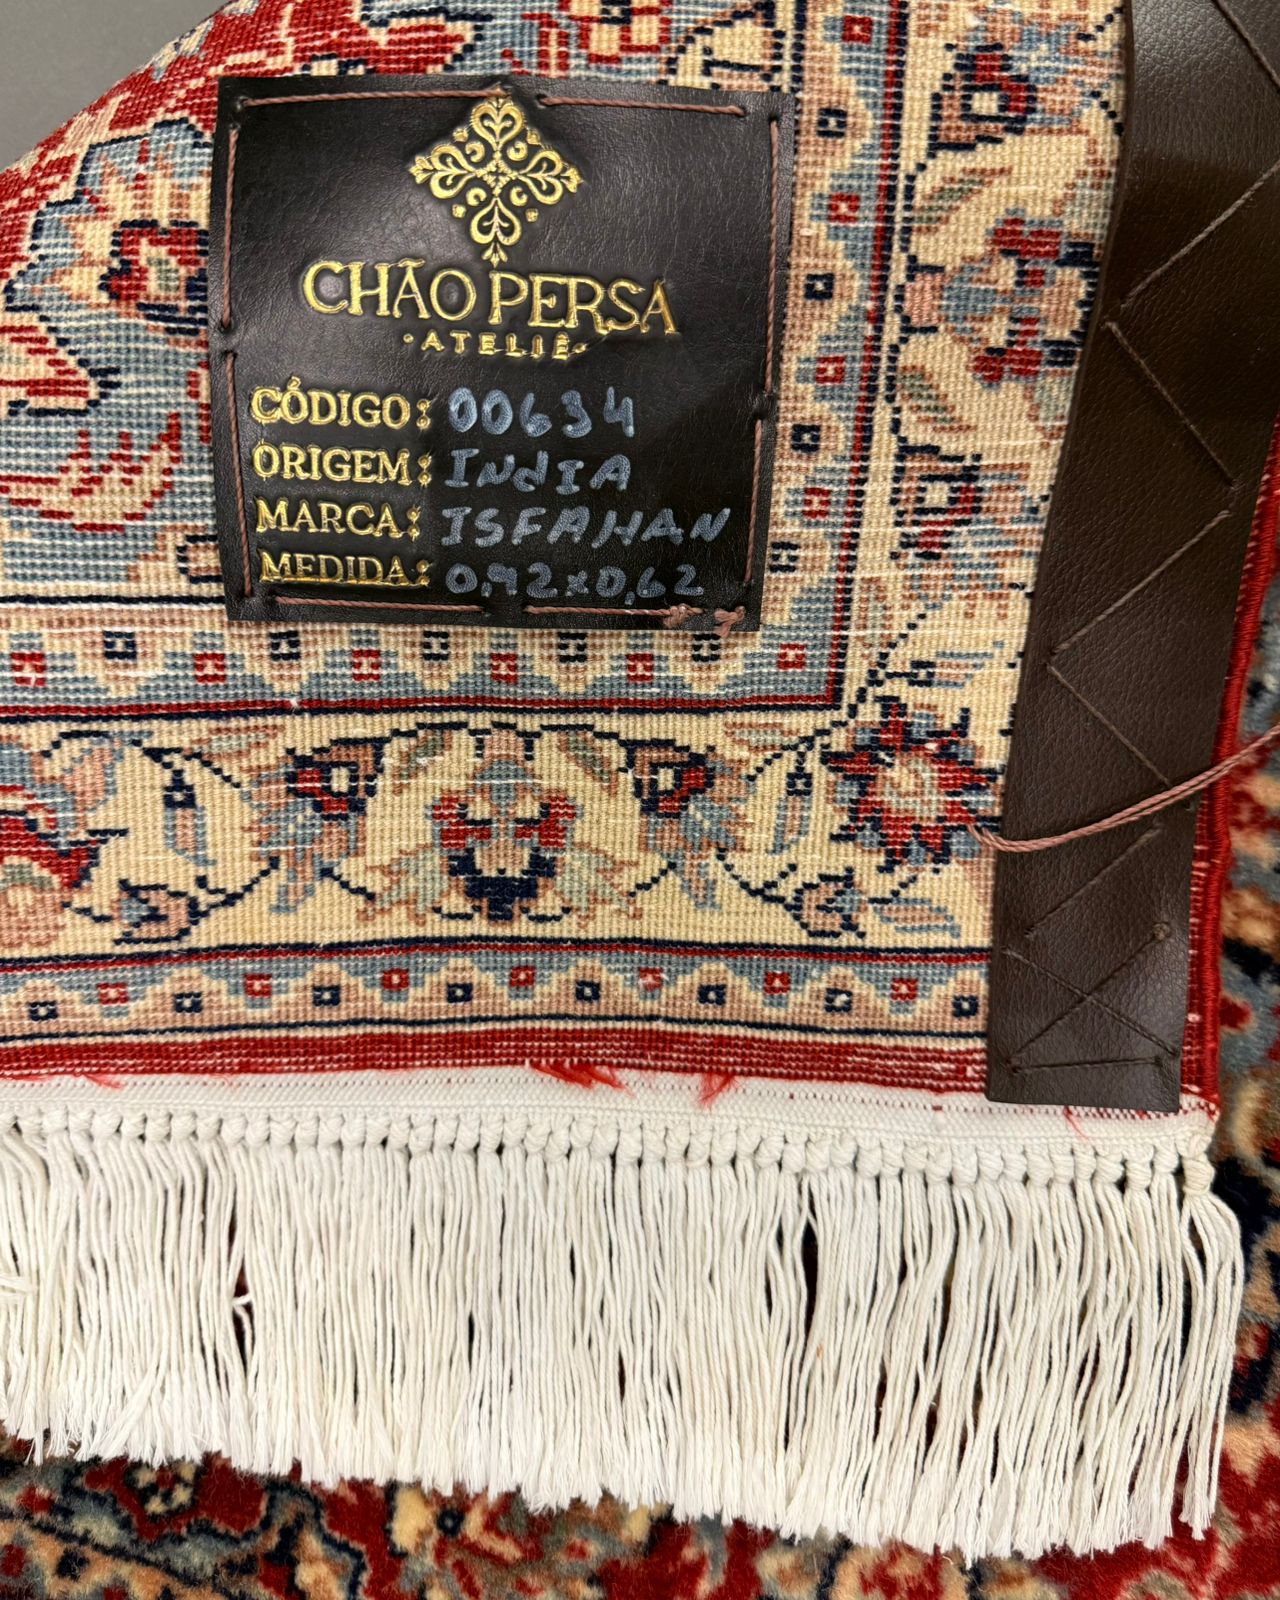 CHÃO PERSA
·ATELIÊ·
CÓDIGO: 00634
ORIGEM: INdIA
MARCA: ISFAHAN
MEDIDA: 0,92x0,62